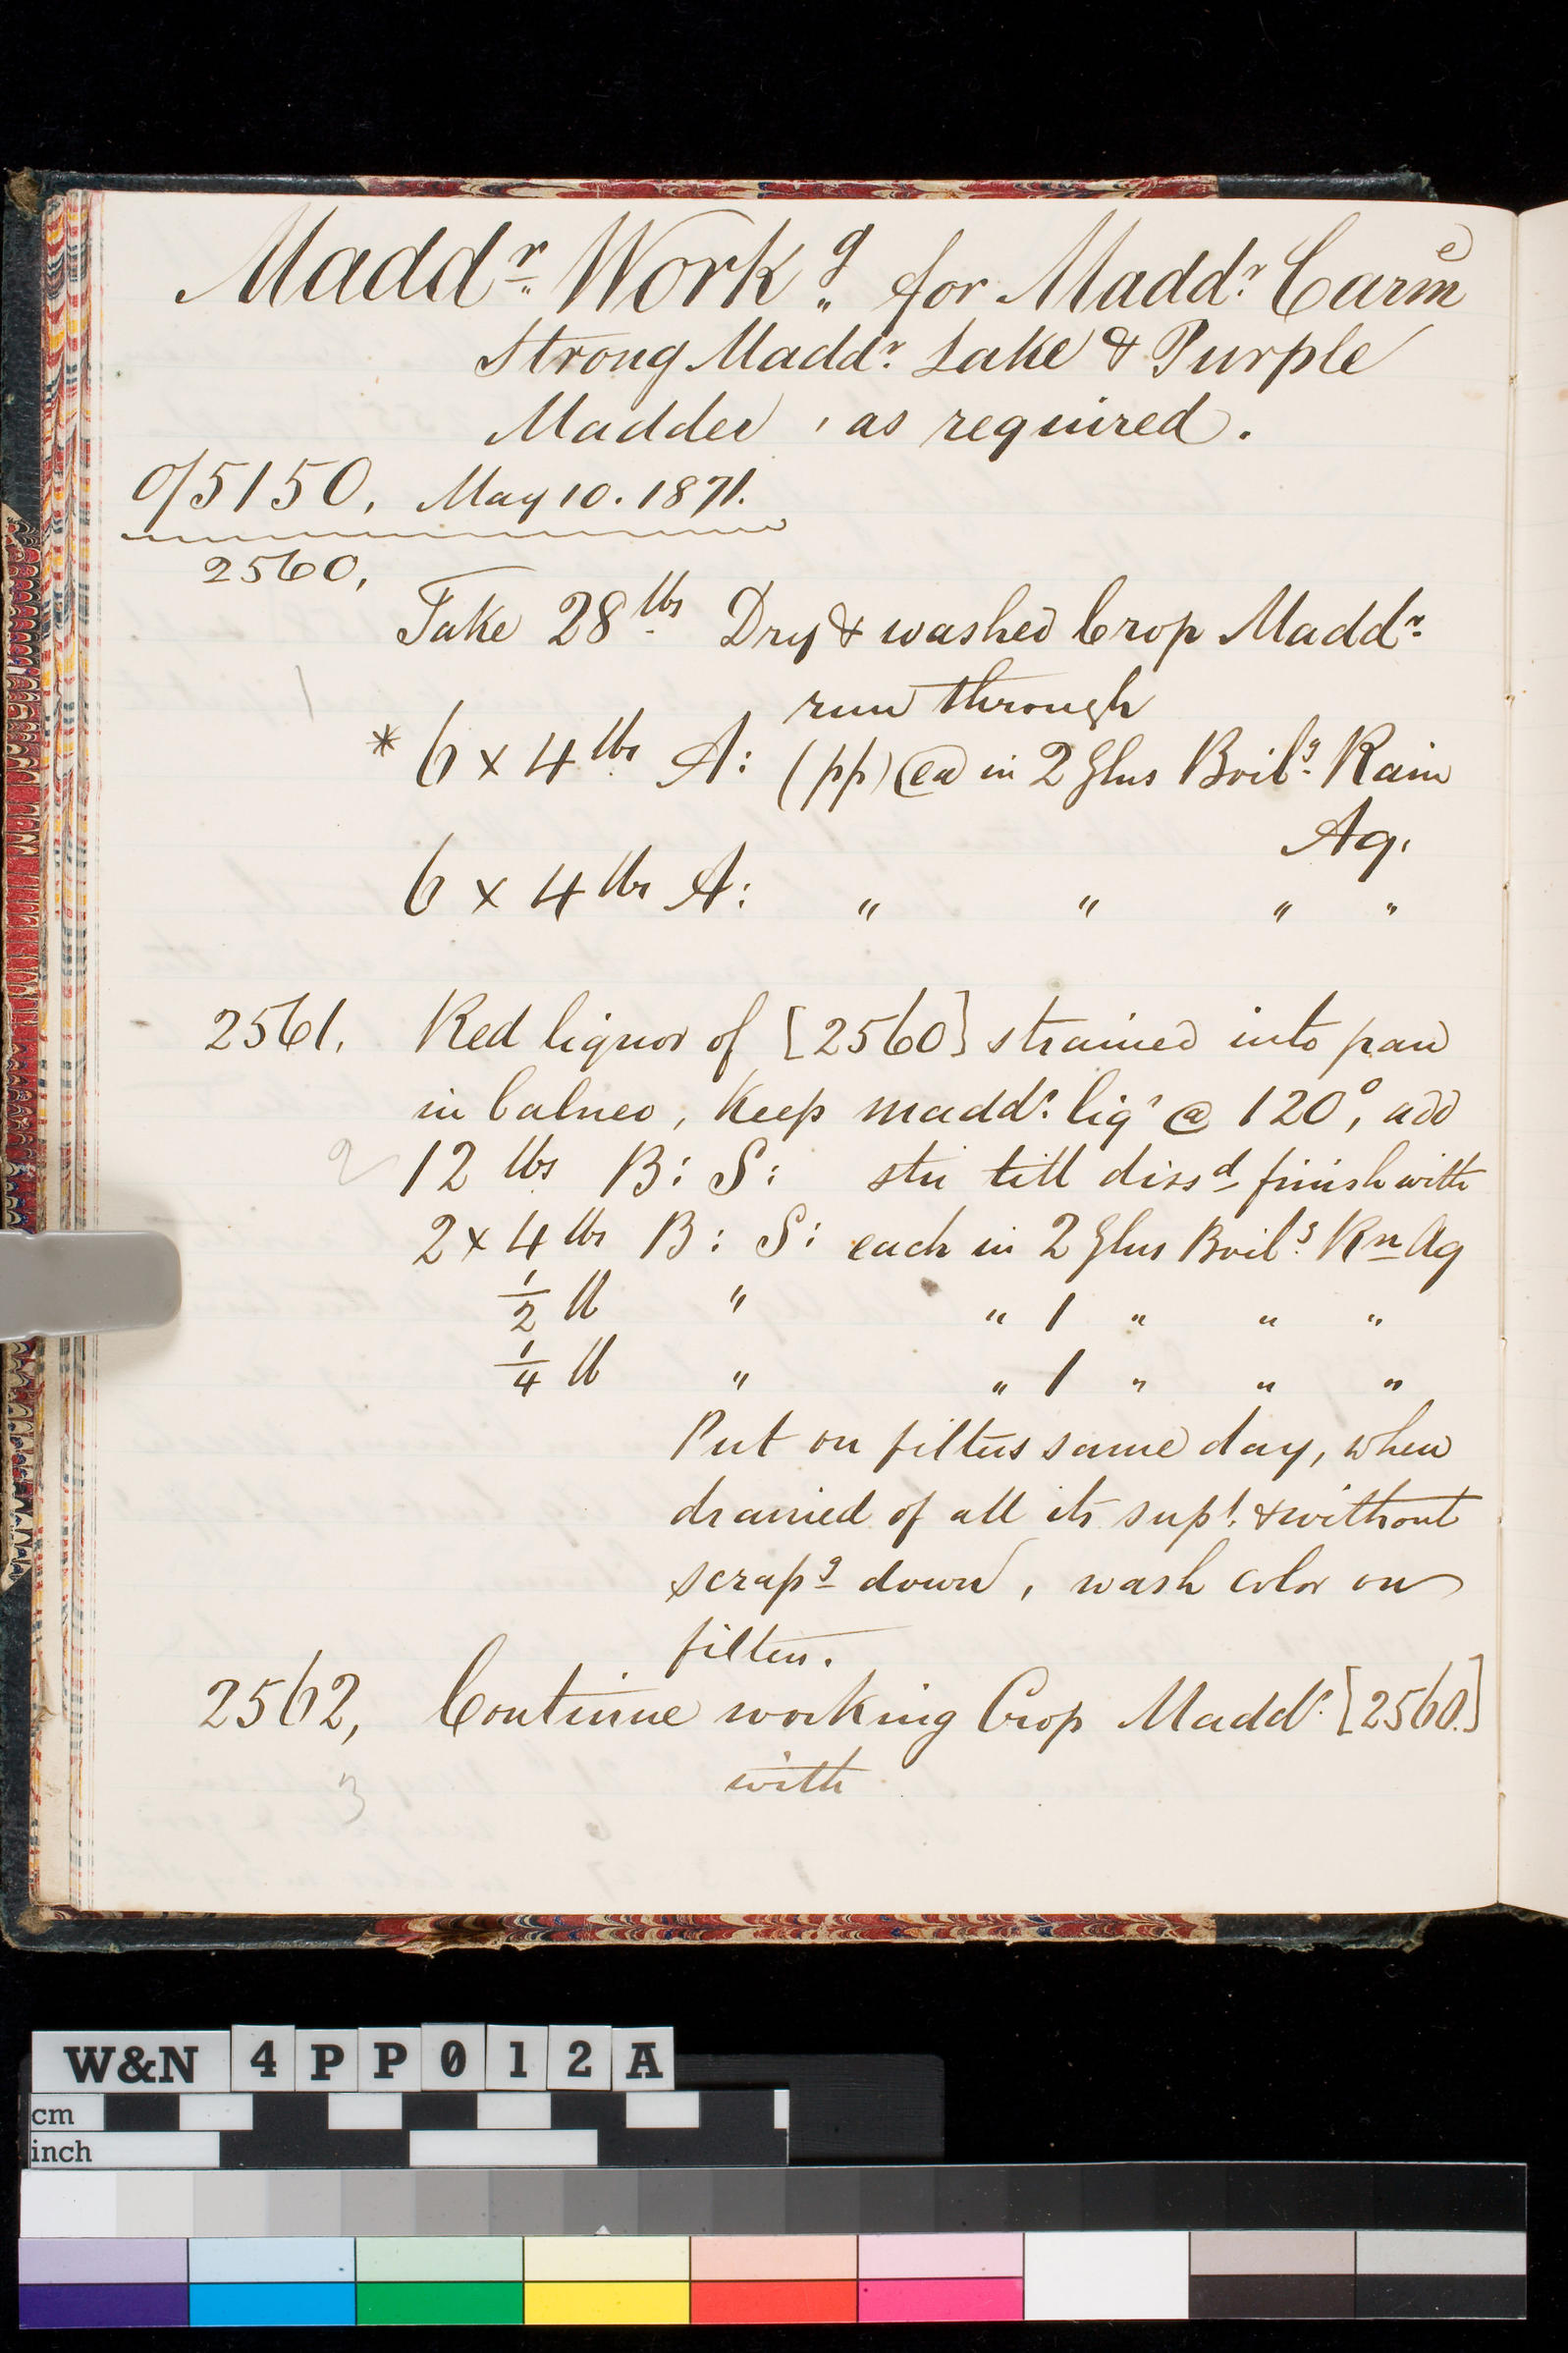 Madd.r Work.g for Madd.r Carm e
Strong Madd.r Lake & Purple
Madder, as required.
o/5150. May 10. 1871.
2560,
Take 28 lbs Dry & washed Crop Madd.r
1 run through
* 6 x 4 lbs A: (pp) @ ea in 2 Glns Boil.g Rain
Aq.
6 x 4 lbs A: " " " "
2561. Red liquor of [2560] strained into pan
in balneo, Keep madd.r liq.r @ 120°, add
2 12 lbs B: S: stir till diss.d finish with
2 x 4 lbs B: S: each in 2 Glns Boil.g Rn Aq
1/2 lb " " 1 " " "
1/4 lb " " 1 " " "
Put on filters same day, when
drained of all its sup.t & without
scrap.g down, wash color on
filter.
2562, Continue working Crop Madd.r [2560.]
3 with
W&N 4PP012A
cm
inch